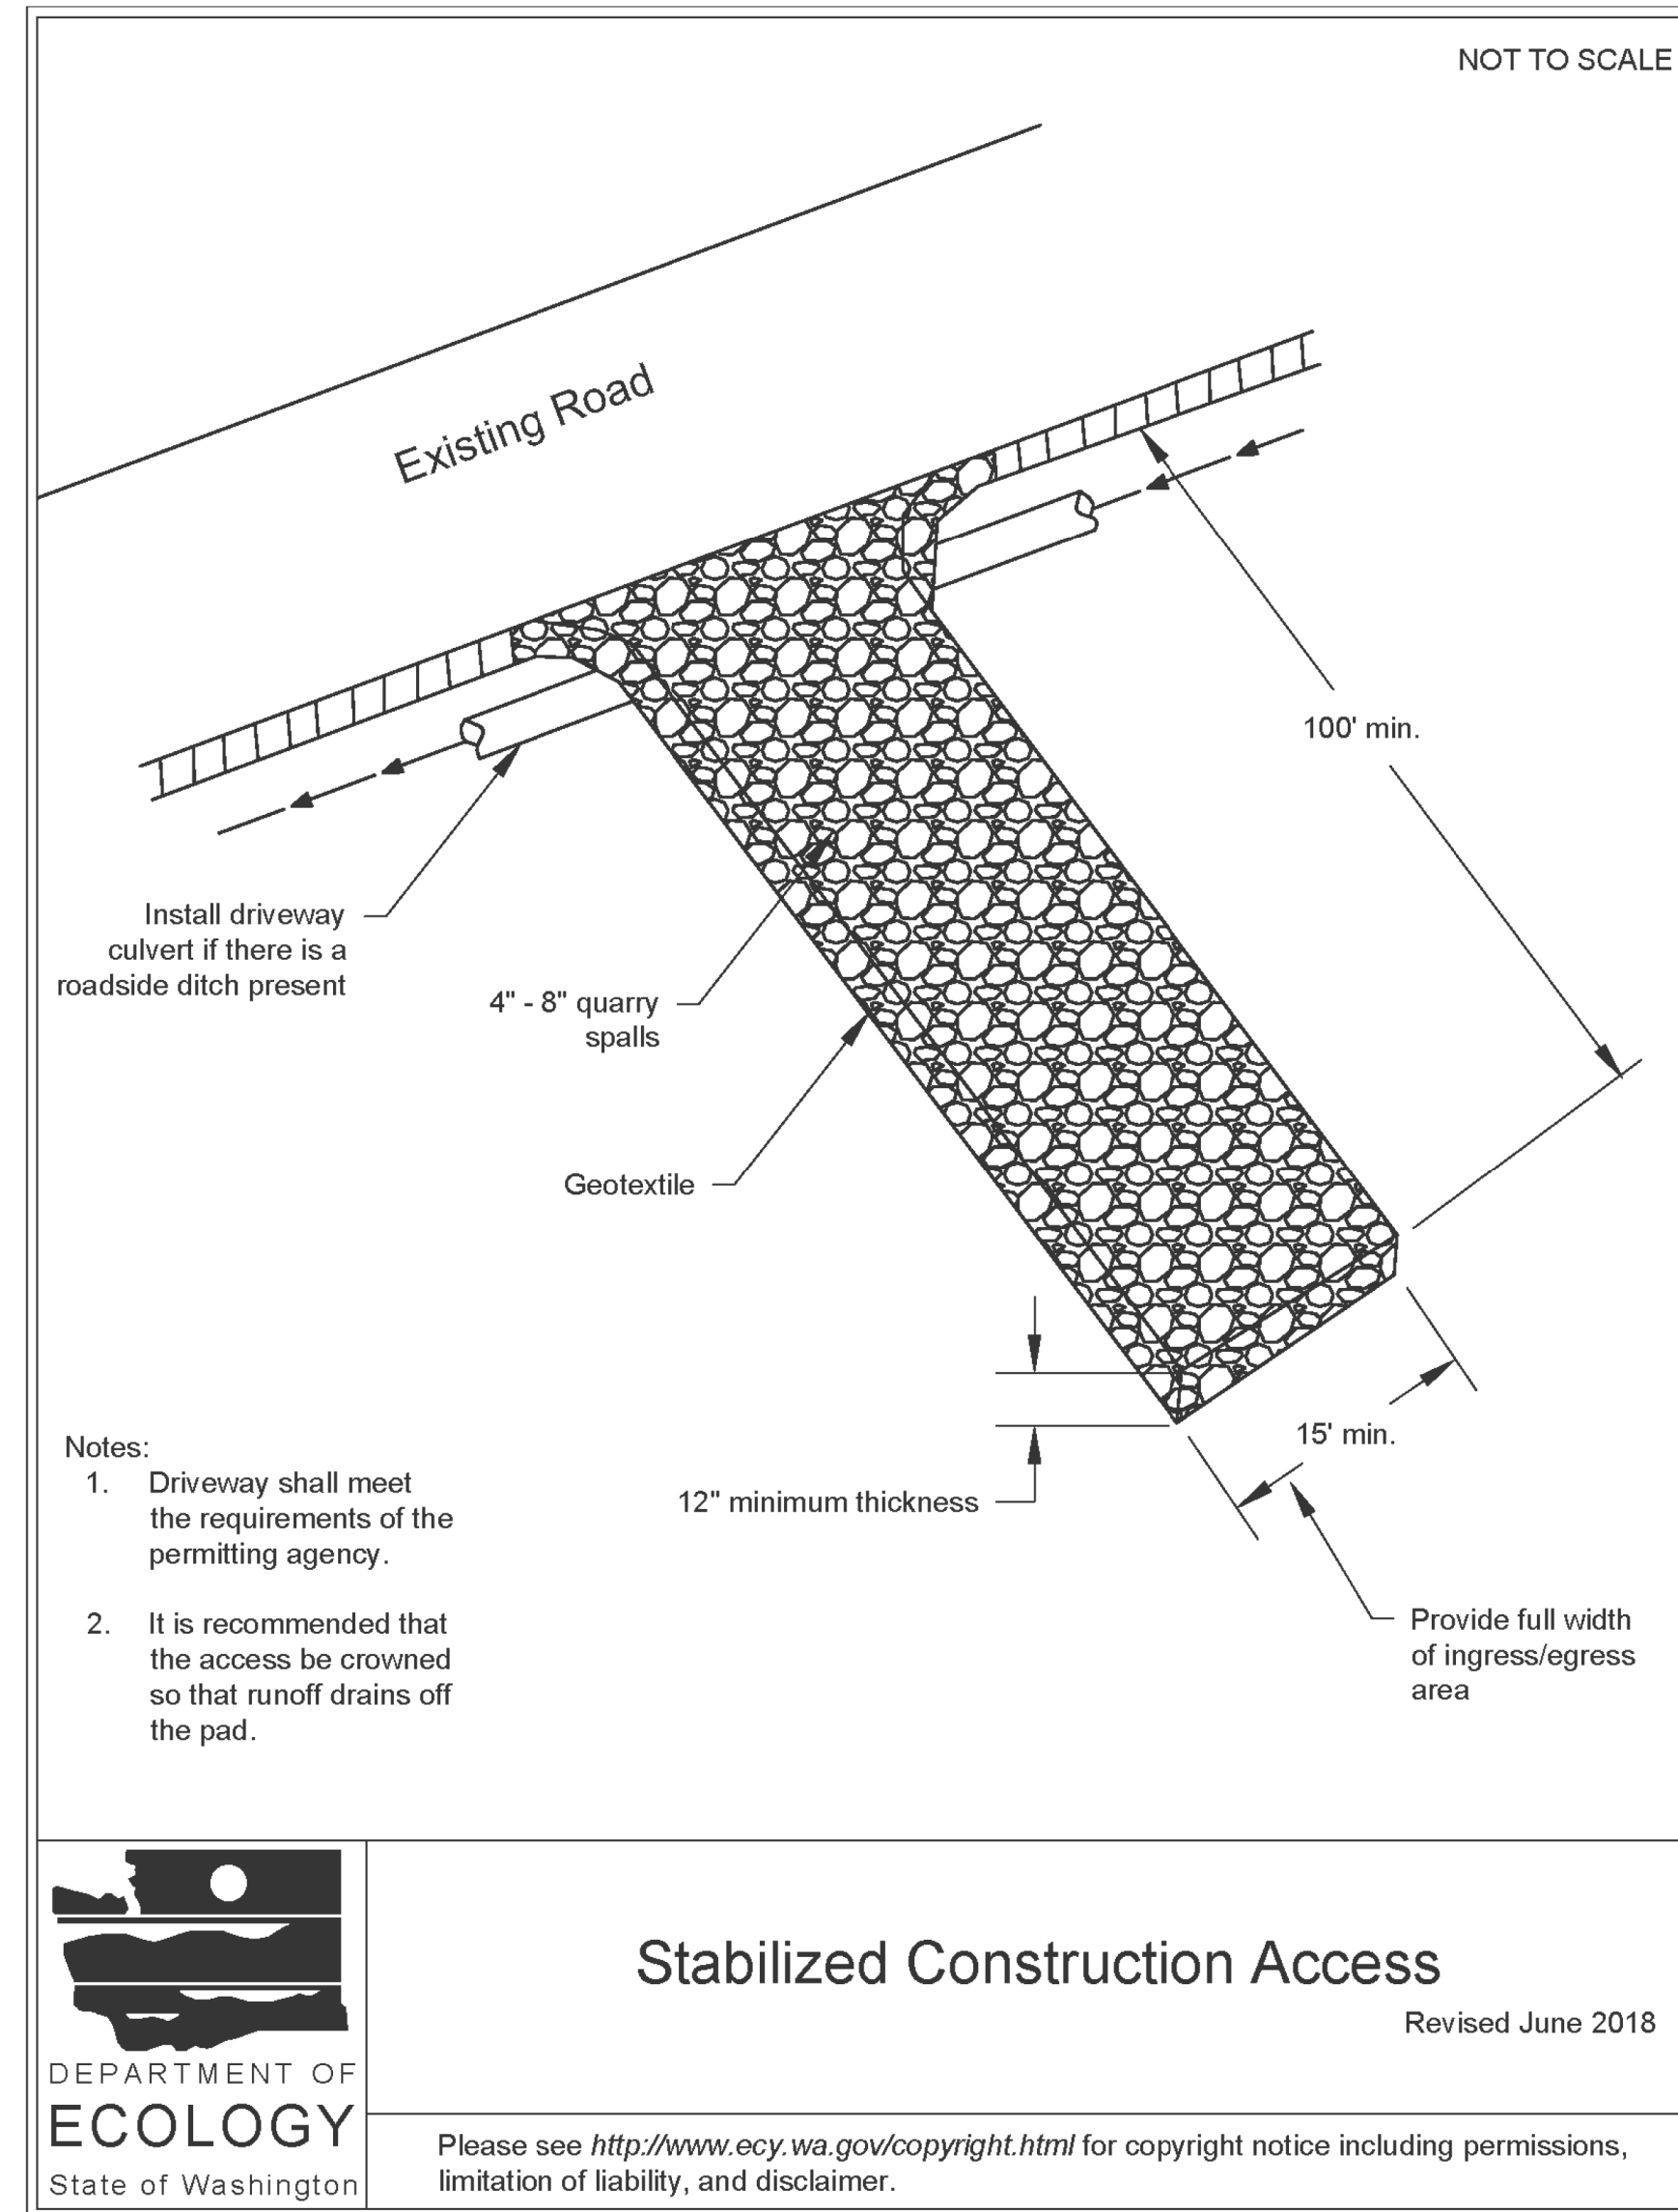 NOT TO SCALE
Existing Road
100' min.
Install driveway
culvert if there is a
roadside ditch present
4" - 8" quarry
spalls
Geotextile
12" minimum thickness
15' min.
Provide full width
of ingress/egress
area
Notes:
1. Driveway shall meet
the requirements of the
permitting agency.
2. It is recommended that
the access be crowned
so that runoff drains off
the pad.
DEPARTMENT OF
ECOLOGY
State of Washington
Stabilized Construction Access
Revised June 2018
Please see http://www.ecy.wa.gov/copyright.html for copyright notice including permissions,
limitation of liability, and disclaimer.